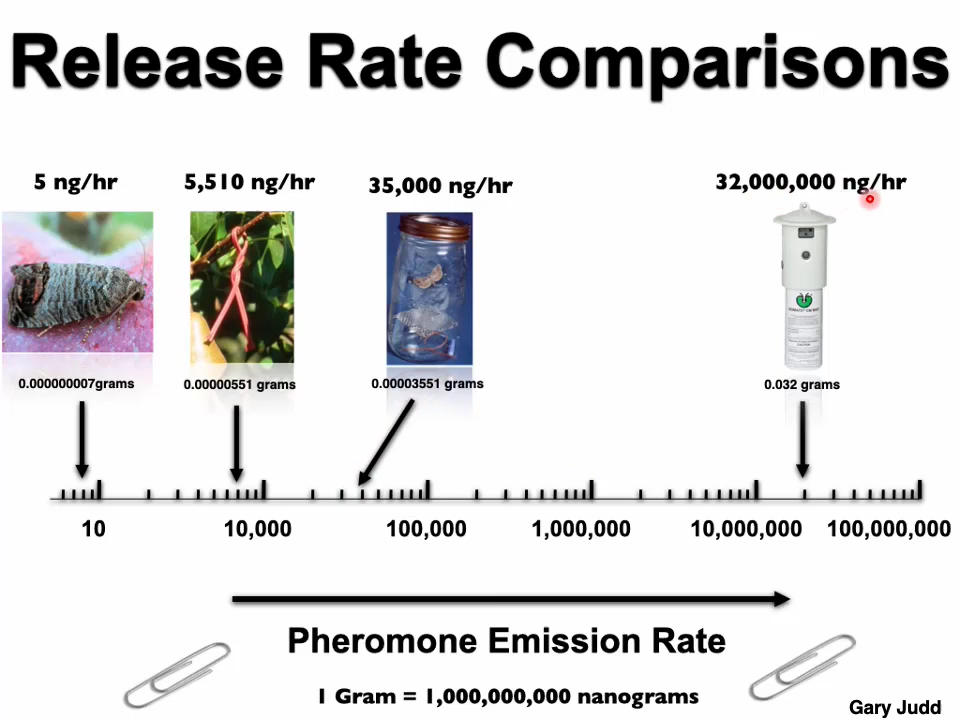 Release Rate Comparisons
5 ng/hr
5,510 ng/hr
35,000 ng/hr
32,000,000 ng/hr
0.000000007grams
0.00000551 grams
0.00003551 grams
0.032 grams
10
10,000
100,000
1,000,000
10,000,000
100,000,000
Pheromone Emission Rate
1 Gram = 1,000,000,000 nanograms
Gary Judd